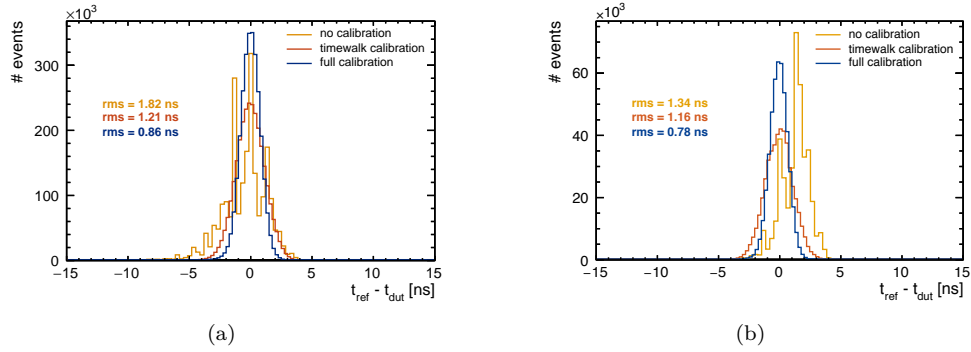 ×10³
# events
300
200
100
0
no calibration
timewalk calibration
full calibration
rms = 1.82 ns
rms = 1.21 ns
rms = 0.86 ns
−15 −10 −5 0 5 10 15
t_ref - t_dut [ns]
(a)
×10³
# events
60
40
20
0
no calibration
timewalk calibration
full calibration
rms = 1.34 ns
rms = 1.16 ns
rms = 0.78 ns
−15 −10 −5 0 5 10 15
t_ref - t_dut [ns]
(b)